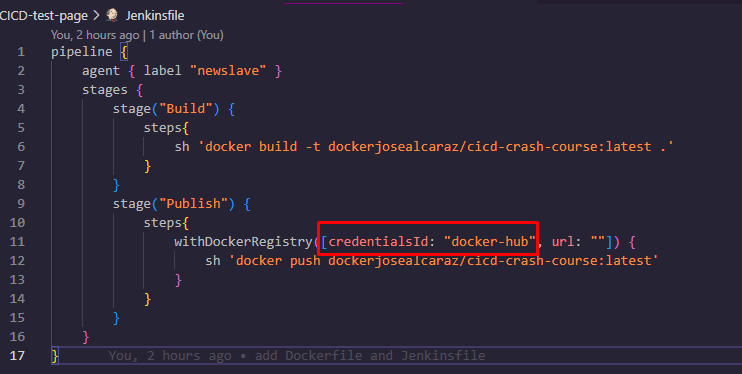 CICD-test-page > Jenkinsfile
You, 2 hours ago | 1 author (You)
1 pipeline {
2     agent { label "newslave" }
3     stages {
4         stage("Build") {
5             steps{
6                 sh 'docker build -t dockerjosealcaraz/cicd-crash-course:latest .'
7             }
8         }
9         stage("Publish") {
10             steps{
11                 withDockerRegistry([credentialsId: "docker-hub", url: ""]) {
12                     sh 'docker push dockerjosealcaraz/cicd-crash-course:latest'
13                 }
14             }
15         }
16     }
17 }     You, 2 hours ago • add Dockerfile and Jenkinsfile